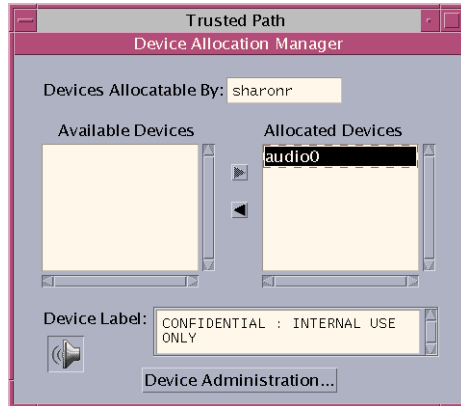 Trusted Path
Device Allocation Manager
Devices Allocatable By: sharonr
Available Devices
Allocated Devices
audio0
Device Label: CONFIDENTIAL : INTERNAL USE
ONLY
Device Administration...